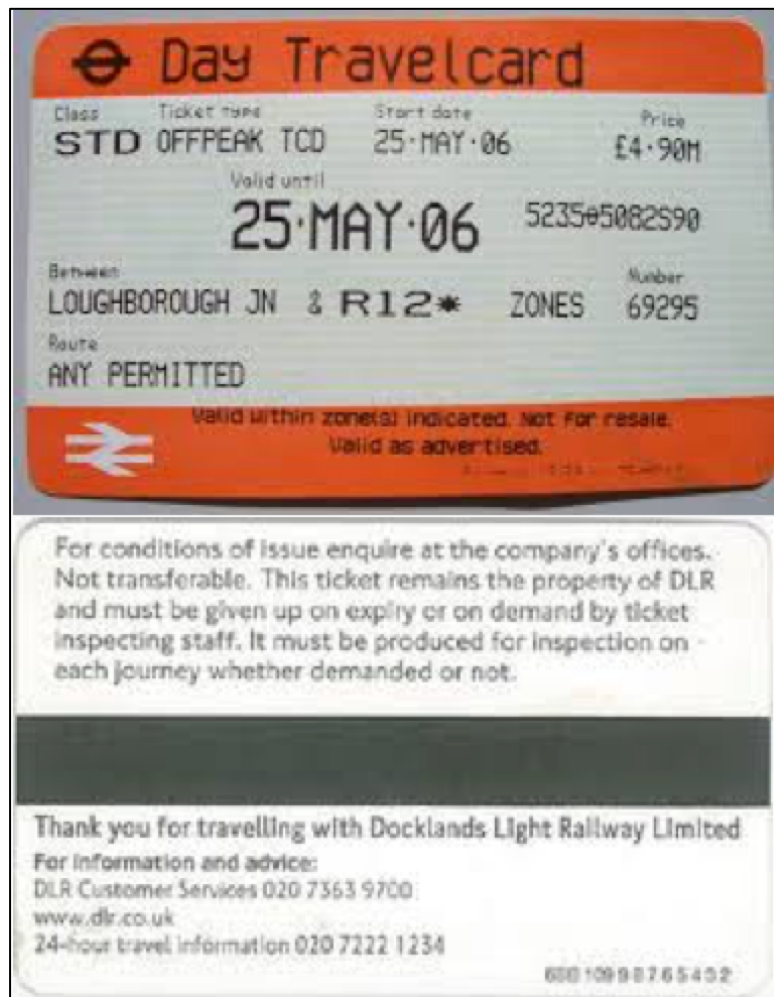 Day Travelcard
Class Ticket type Start date Price
STD OFFPEAK TCD 25·MAY·06 £4·90M
Valid until
25·MAY·06 5235⊕5082S90
Between Number
LOUGHBOROUGH JN & R12* ZONES 69295
Route
ANY PERMITTED
Valid within zone(s) indicated. Not for resale.
Valid as advertised.
For conditions of issue enquire at the company's offices.
Not transferable. This ticket remains the property of DLR
and must be given up on expiry or on demand by ticket
inspecting staff. It must be produced for inspection on
each journey whether demanded or not.
Thank you for travelling with Docklands Light Railway Limited
For information and advice:
DLR Customer Services 020 7363 9700
www.dlr.co.uk
24-hour travel information 020 7222 1234